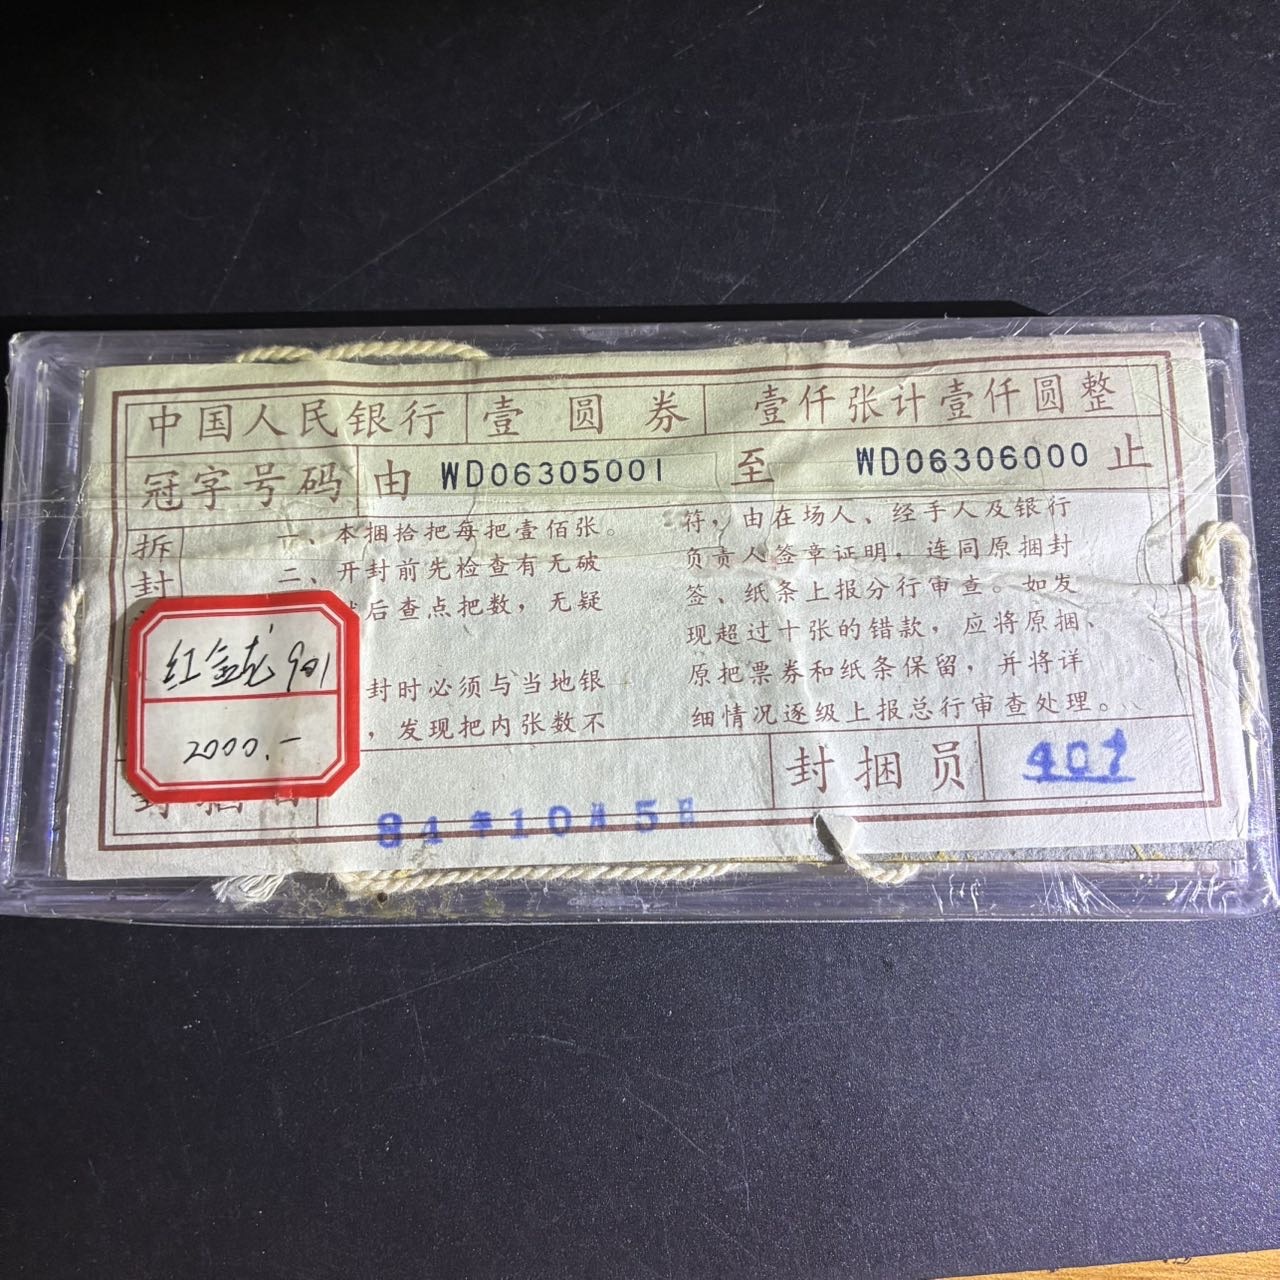 中国人民银行 壹圆券 壹仟张计壹仟圆整
冠字号码 由 WD06305001 至 WD06306000 止
拆封
一、本捆拾把每把壹佰张。
二、开封前先检查有无破
后查点把数，无疑
封时必须与当地银
，发现把内张数不
符，由在场人、经手人及银行
负责人签章证明，连同原捆封
签、纸条上报分行审查。如发
现超过十张的错款，应将原捆、
原把票券和纸条保留，并将详
细情况逐级上报总行审查处理。
红金龙 901
2000.—
84年10月5日
封捆员 407